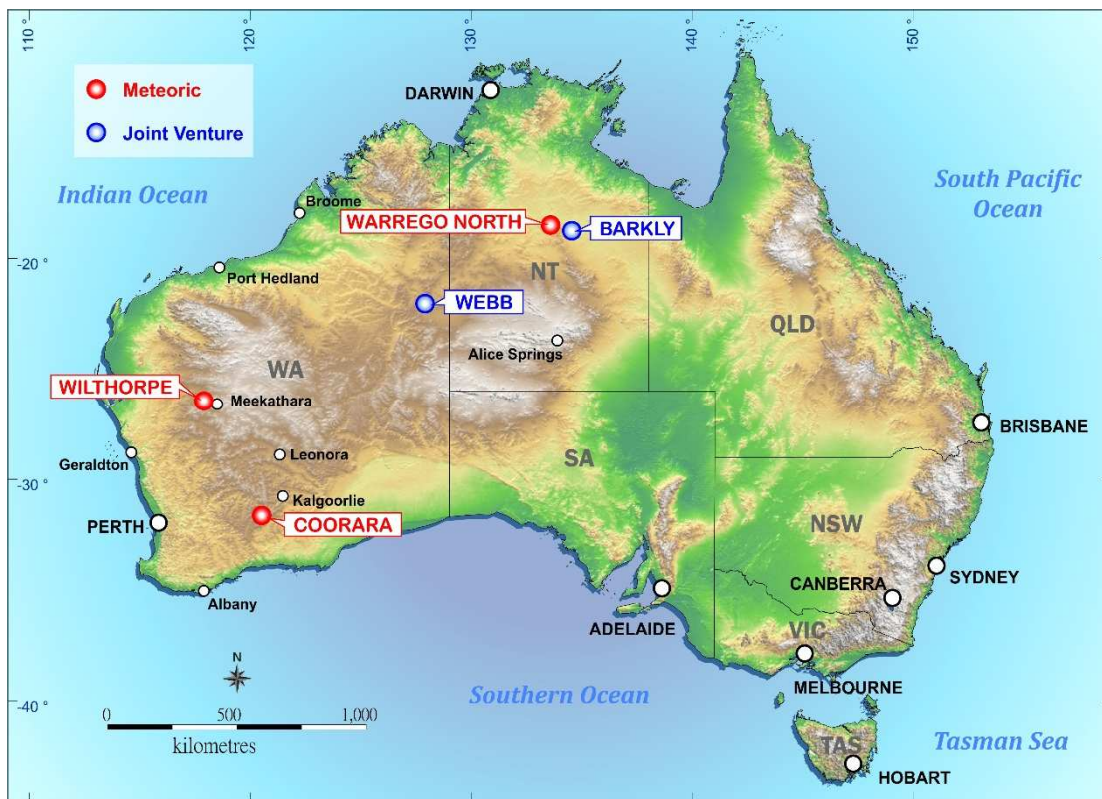 110°
120°
130°
140°
150°
Meteoric
Joint Venture
DARWIN
Indian Ocean
South Pacific
Ocean
Broome
WARREGO NORTH
BARKLY
-20 °
Port Hedland
NT
WEBB
QLD
Alice Springs
WA
WILTHORPE
Meekathara
BRISBANE
Geraldton
Leonora
SA
-30 °
Kalgoorlie
PERTH
COORARA
NSW
SYDNEY
CANBERRA
Albany
ADELAIDE
VIC
N
MELBOURNE
Southern Ocean
-40 °
0 500 1,000
kilometres
TAS
Tasman Sea
HOBART